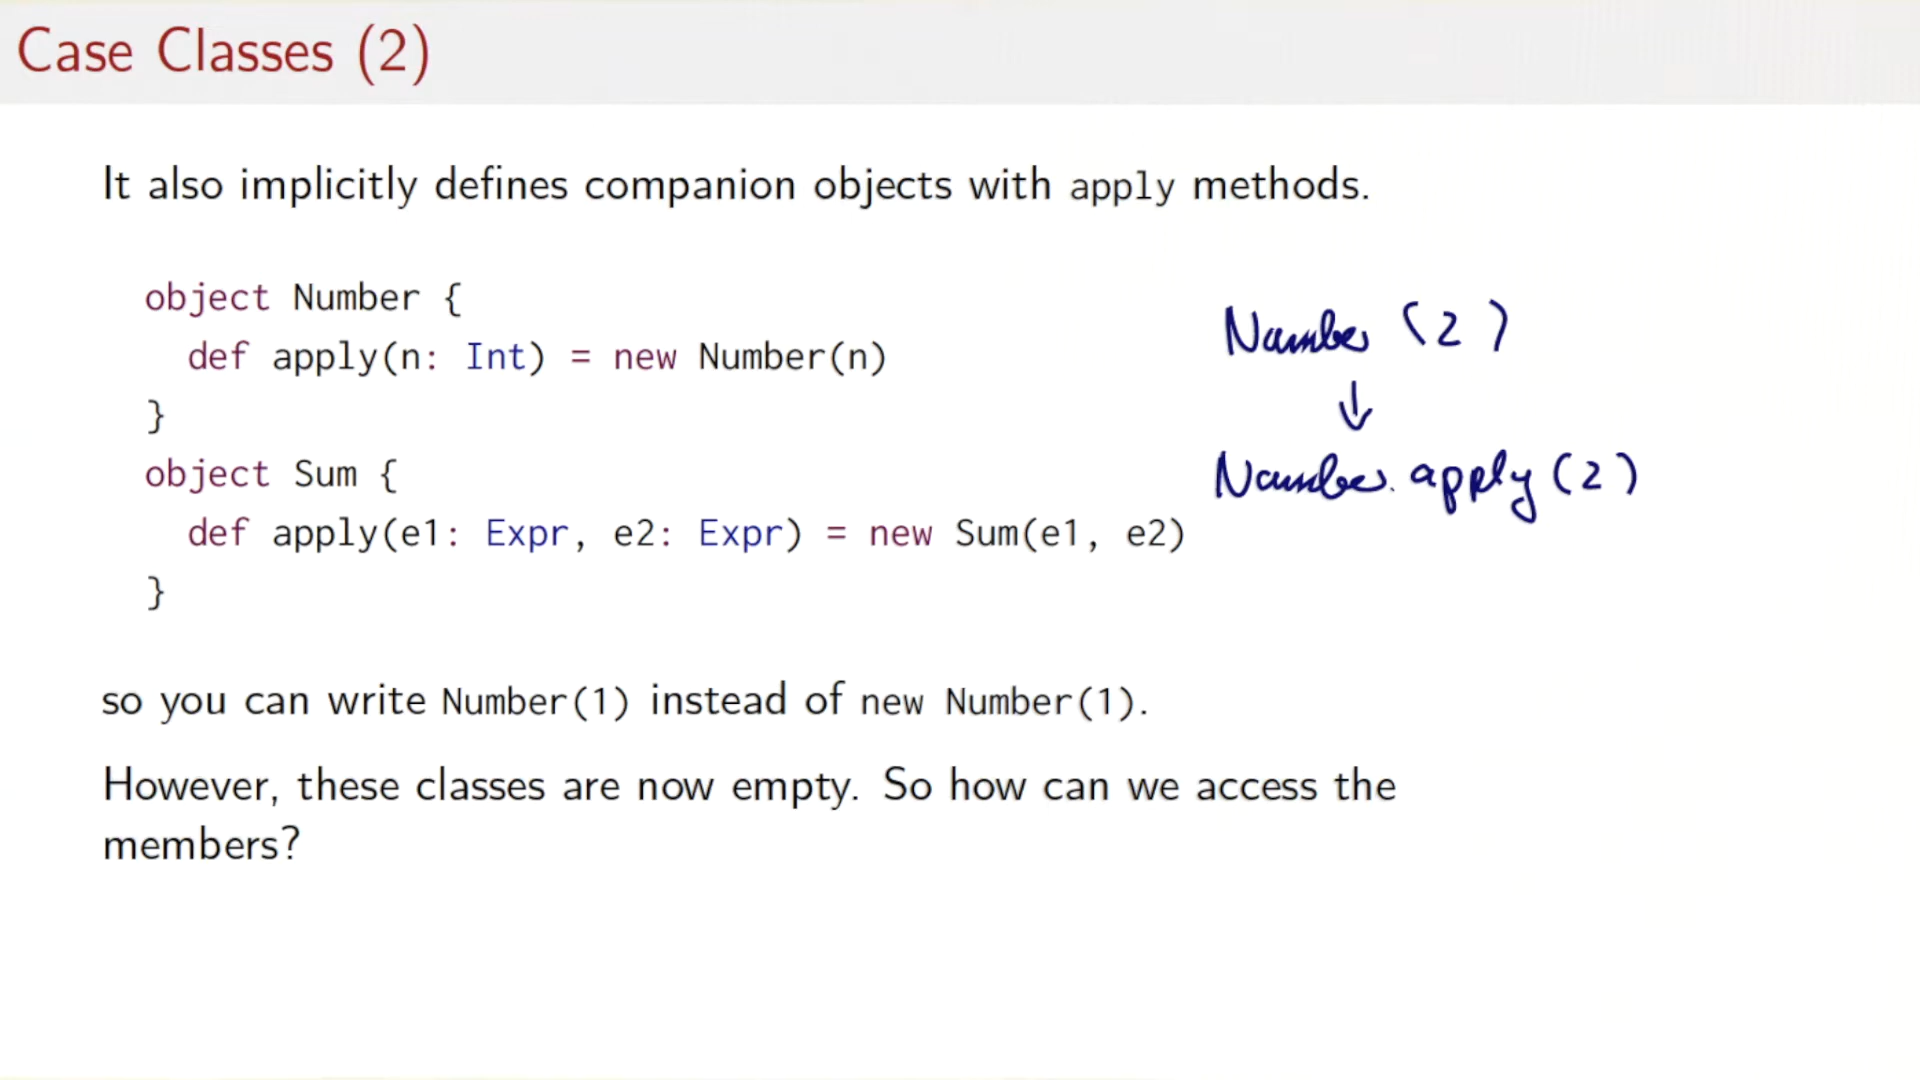 Case Classes (2)
It also implicitly defines companion objects with apply methods.
object Number {
def apply(n: Int) = new Number(n)
}
object Sum {
def apply(e1: Expr, e2: Expr) = new Sum(e1, e2)
}
Number (2)
↓
Number.apply(2)
so you can write Number(1) instead of new Number(1).
However, these classes are now empty. So how can we access the
members?